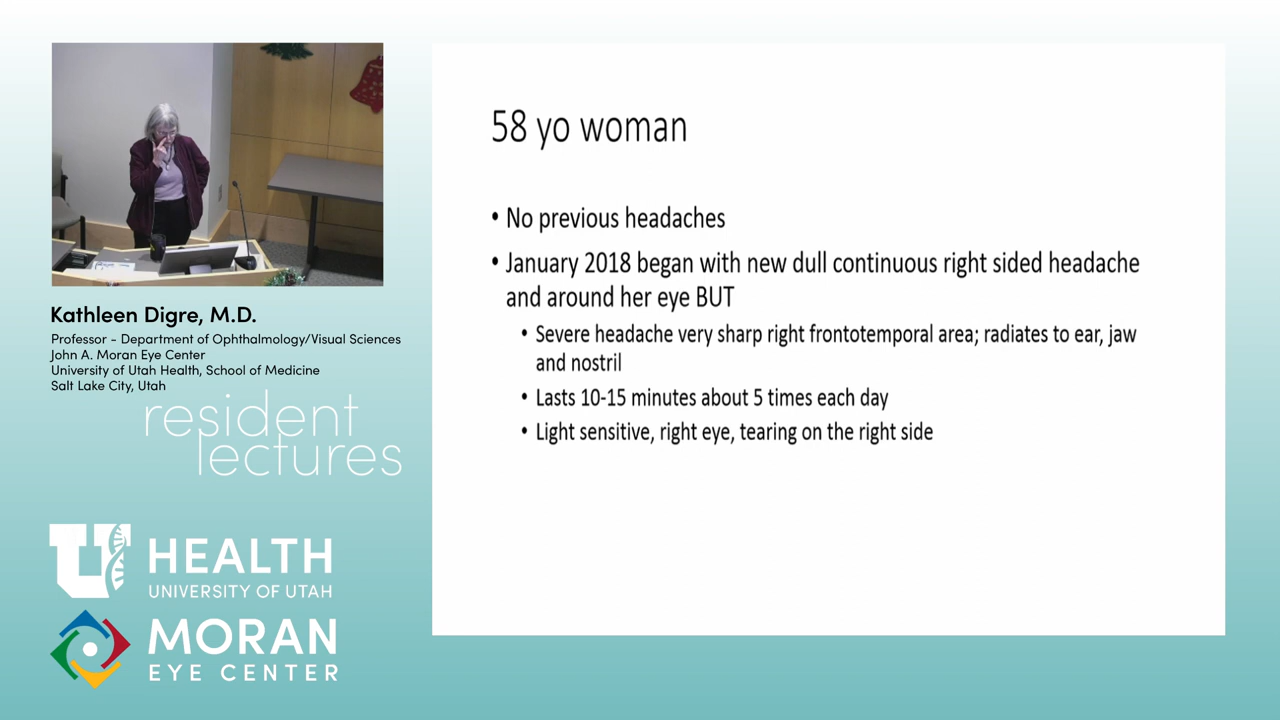 58 yo woman
• No previous headaches
• January 2018 began with new dull continuous right sided headache
and around her eye BUT
• Severe headache very sharp right frontotemporal area; radiates to ear, jaw
and nostril
• Lasts 10-15 minutes about 5 times each day
• Light sensitive, right eye, tearing on the right side
Kathleen Digre, M.D.
Professor - Department of Ophthalmology/Visual Sciences
John A. Moran Eye Center
University of Utah Health, School of Medicine
Salt Lake City, Utah
resident
lectures
U HEALTH
UNIVERSITY OF UTAH
MORAN
EYE CENTER